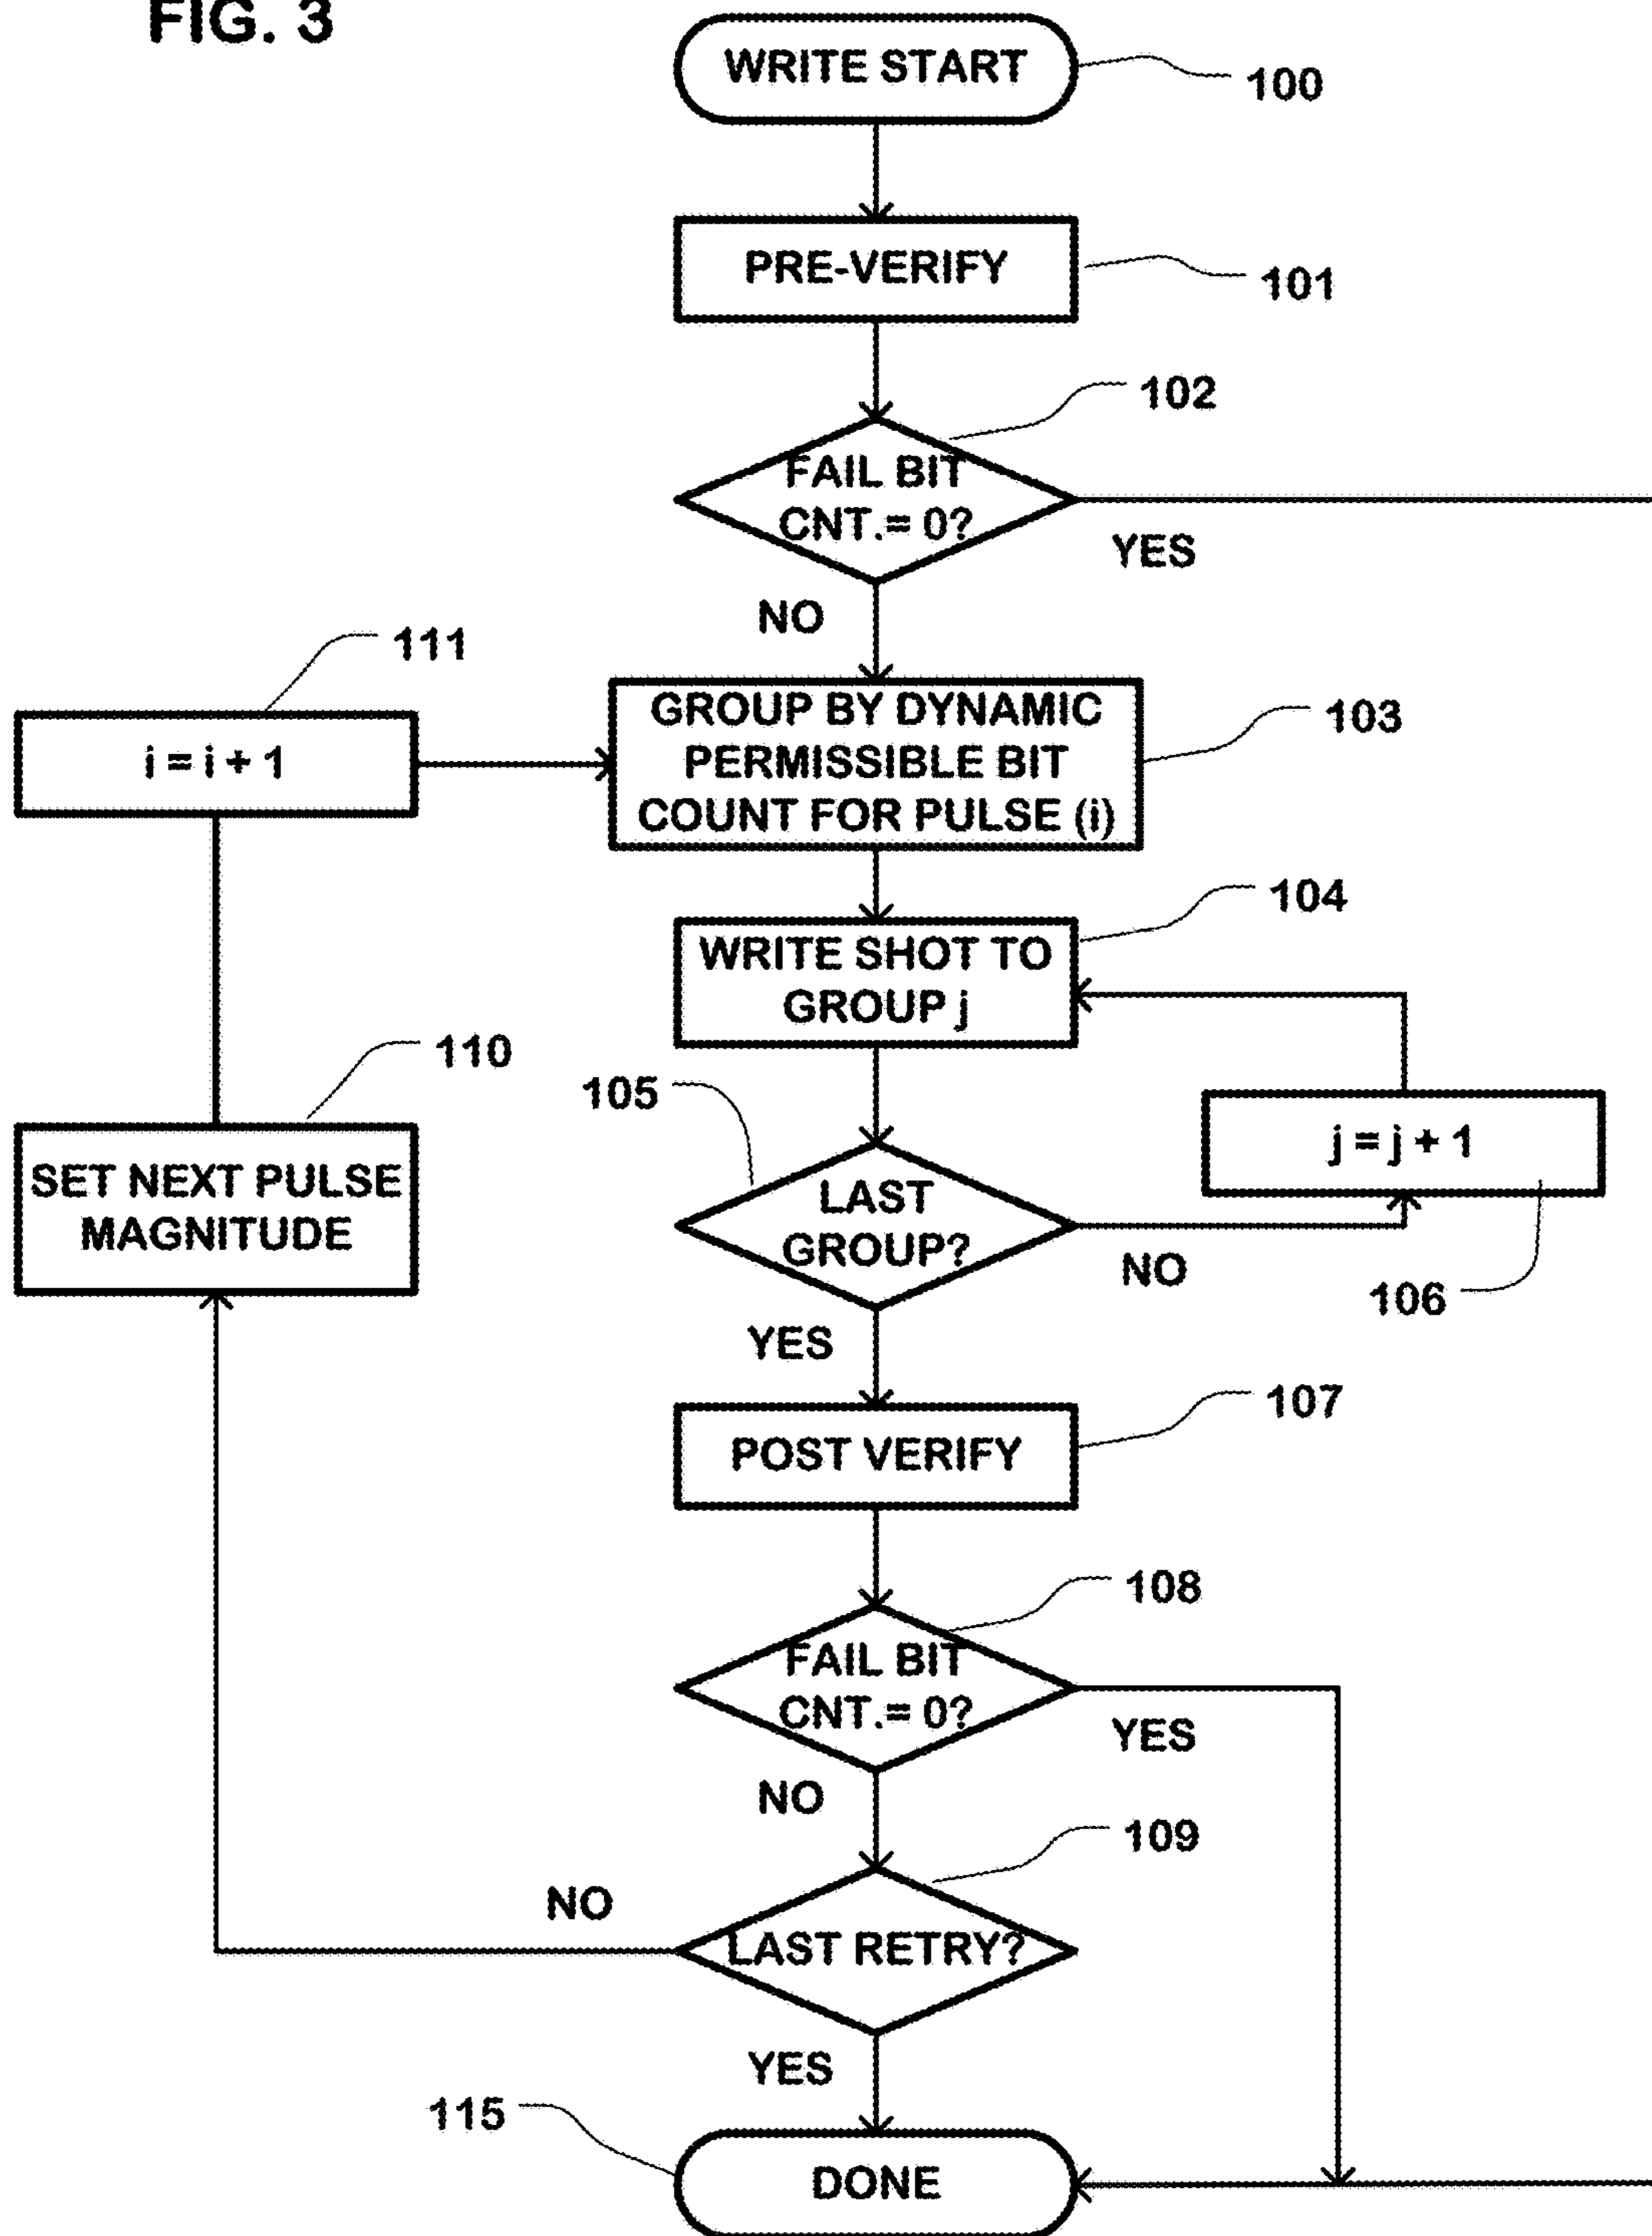 FIG. 3
WRITE START
100
PRE-VERIFY
101
102
FAIL BIT
CNT.= 0?
YES
NO
111
i = i + 1
GROUP BY DYNAMIC
PERMISSIBLE BIT
COUNT FOR PULSE (i)
103
104
WRITE SHOT TO
GROUP j
110
105
SET NEXT PULSE
MAGNITUDE
j = j + 1
LAST
GROUP?
NO
106
YES
107
POST VERIFY
108
FAIL BIT
CNT.= 0?
YES
NO
109
NO
LAST RETRY?
YES
115
DONE